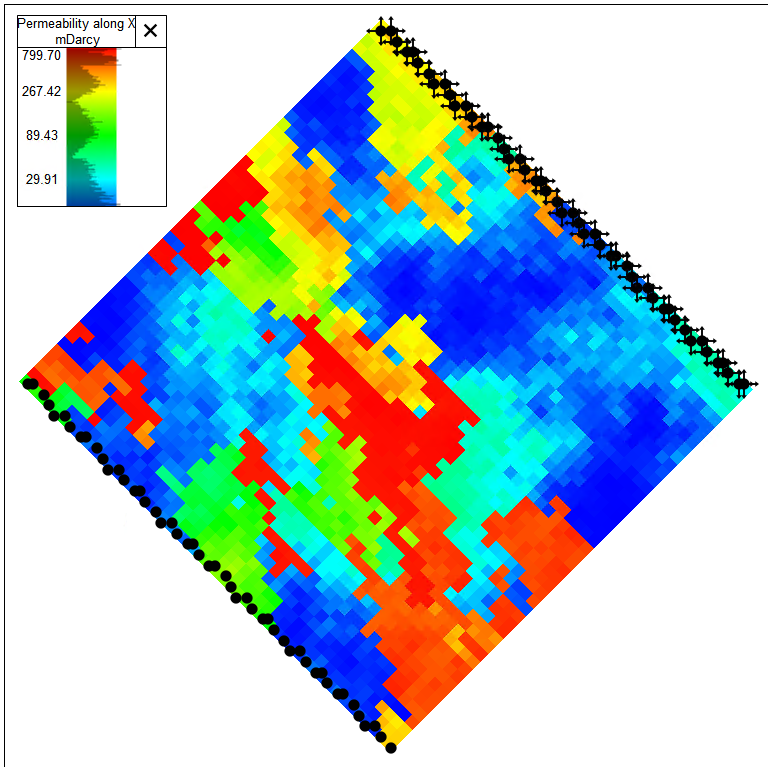 Permeability along X
mDarcy
799.70
267.42
89.43
29.91